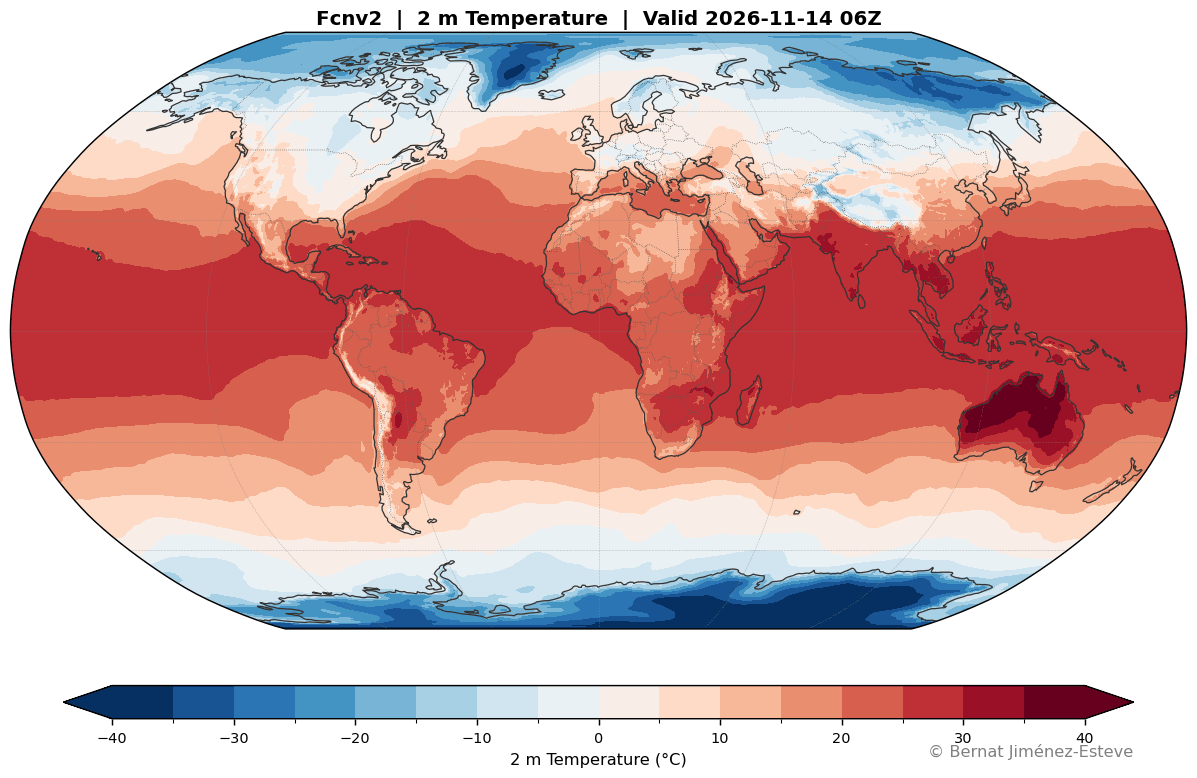 Fcnv2 | 2 m Temperature | Valid 2026-11-14 06Z
−40 −30 −20 −10 0 10 20 30 40
2 m Temperature (°C)
© Bernat Jiménez-Esteve